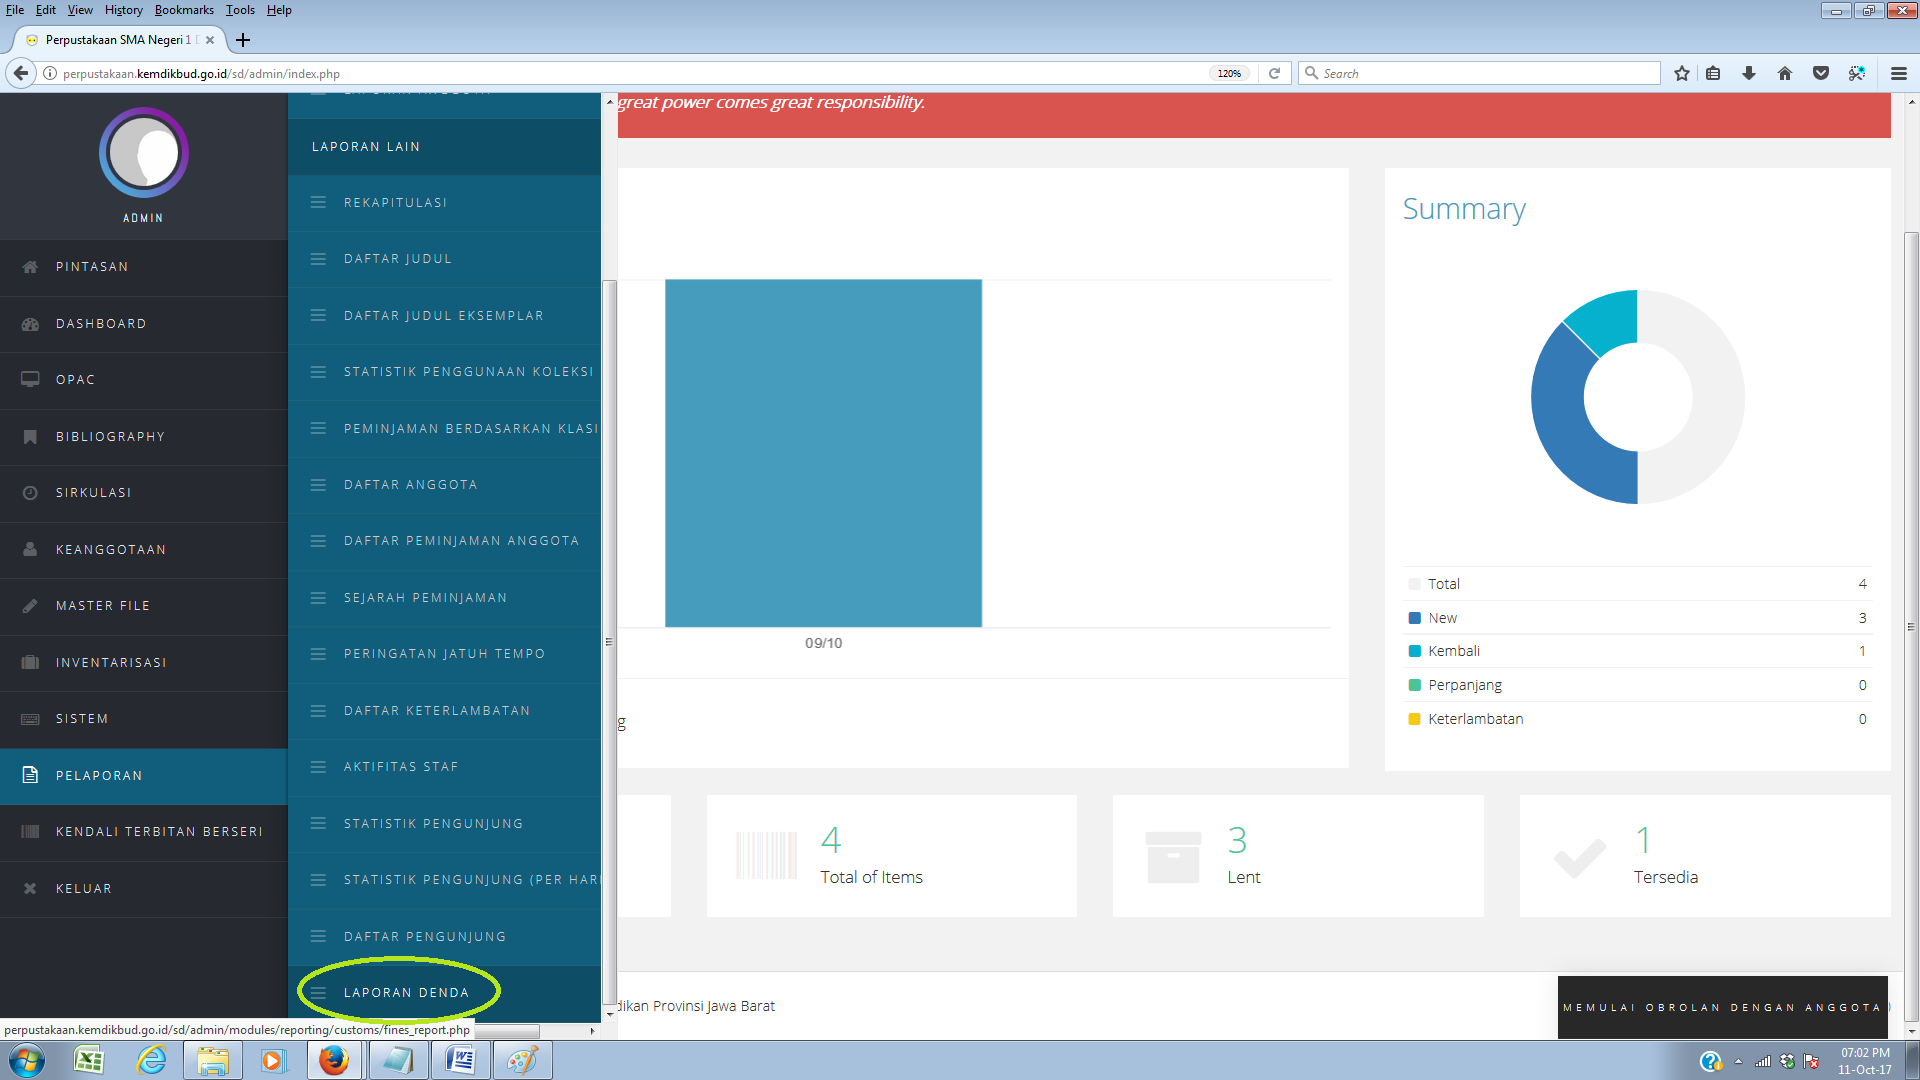 File Edit View History Bookmarks Tools Help
Perpustakaan SMA Negeri 1
perpustakaan.kemdikbud.go.id/sd/admin/index.php 120% Search
ADMIN
PINTASAN
DASHBOARD
OPAC
BIBLIOGRAPHY
SIRKULASI
KEANGGOTAAN
MASTER FILE
INVENTARISASI
SISTEM
PELAPORAN
KENDALI TERBITAN BERSERI
KELUAR
LAPORAN LAIN
REKAPITULASI
DAFTAR JUDUL
DAFTAR JUDUL EKSEMPLAR
STATISTIK PENGGUNAAN KOLEKSI
PEMINJAMAN BERDASARKAN KLASI
DAFTAR ANGGOTA
DAFTAR PEMINJAMAN ANGGOTA
SEJARAH PEMINJAMAN
PERINGATAN JATUH TEMPO
DAFTAR KETERLAMBATAN
AKTIFITAS STAF
STATISTIK PENGUNJUNG
STATISTIK PENGUNJUNG (PER HARI
DAFTAR PENGUNJUNG
LAPORAN DENDA
great power comes great responsibility.
09/10
g
Summary
Total 4
New 3
Kembali 1
Perpanjang 0
Keterlambatan 0
4
Total of Items
3
Lent
1
Tersedia
dikan Provinsi Jawa Barat
MEMULAI OBROLAN DENGAN ANGGOTA
perpustakaan.kemdikbud.go.id/sd/admin/modules/reporting/customs/fines_report.php
07:02 PM
11-Oct-17